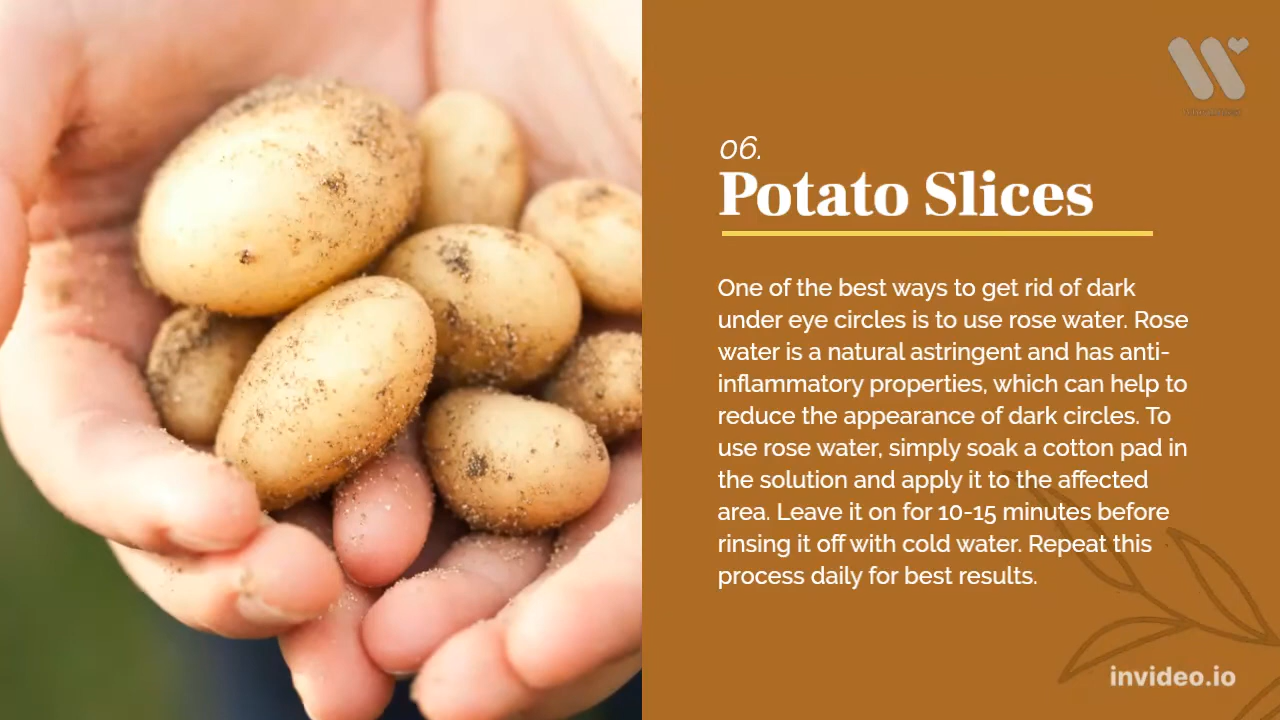 06.
Potato Slices
One of the best ways to get rid of dark
under eye circles is to use rose water. Rose
water is a natural astringent and has anti-
inflammatory properties, which can help to
reduce the appearance of dark circles. To
use rose water, simply soak a cotton pad in
the solution and apply it to the affected
area. Leave it on for 10-15 minutes before
rinsing it off with cold water. Repeat this
process daily for best results.
invideo.io